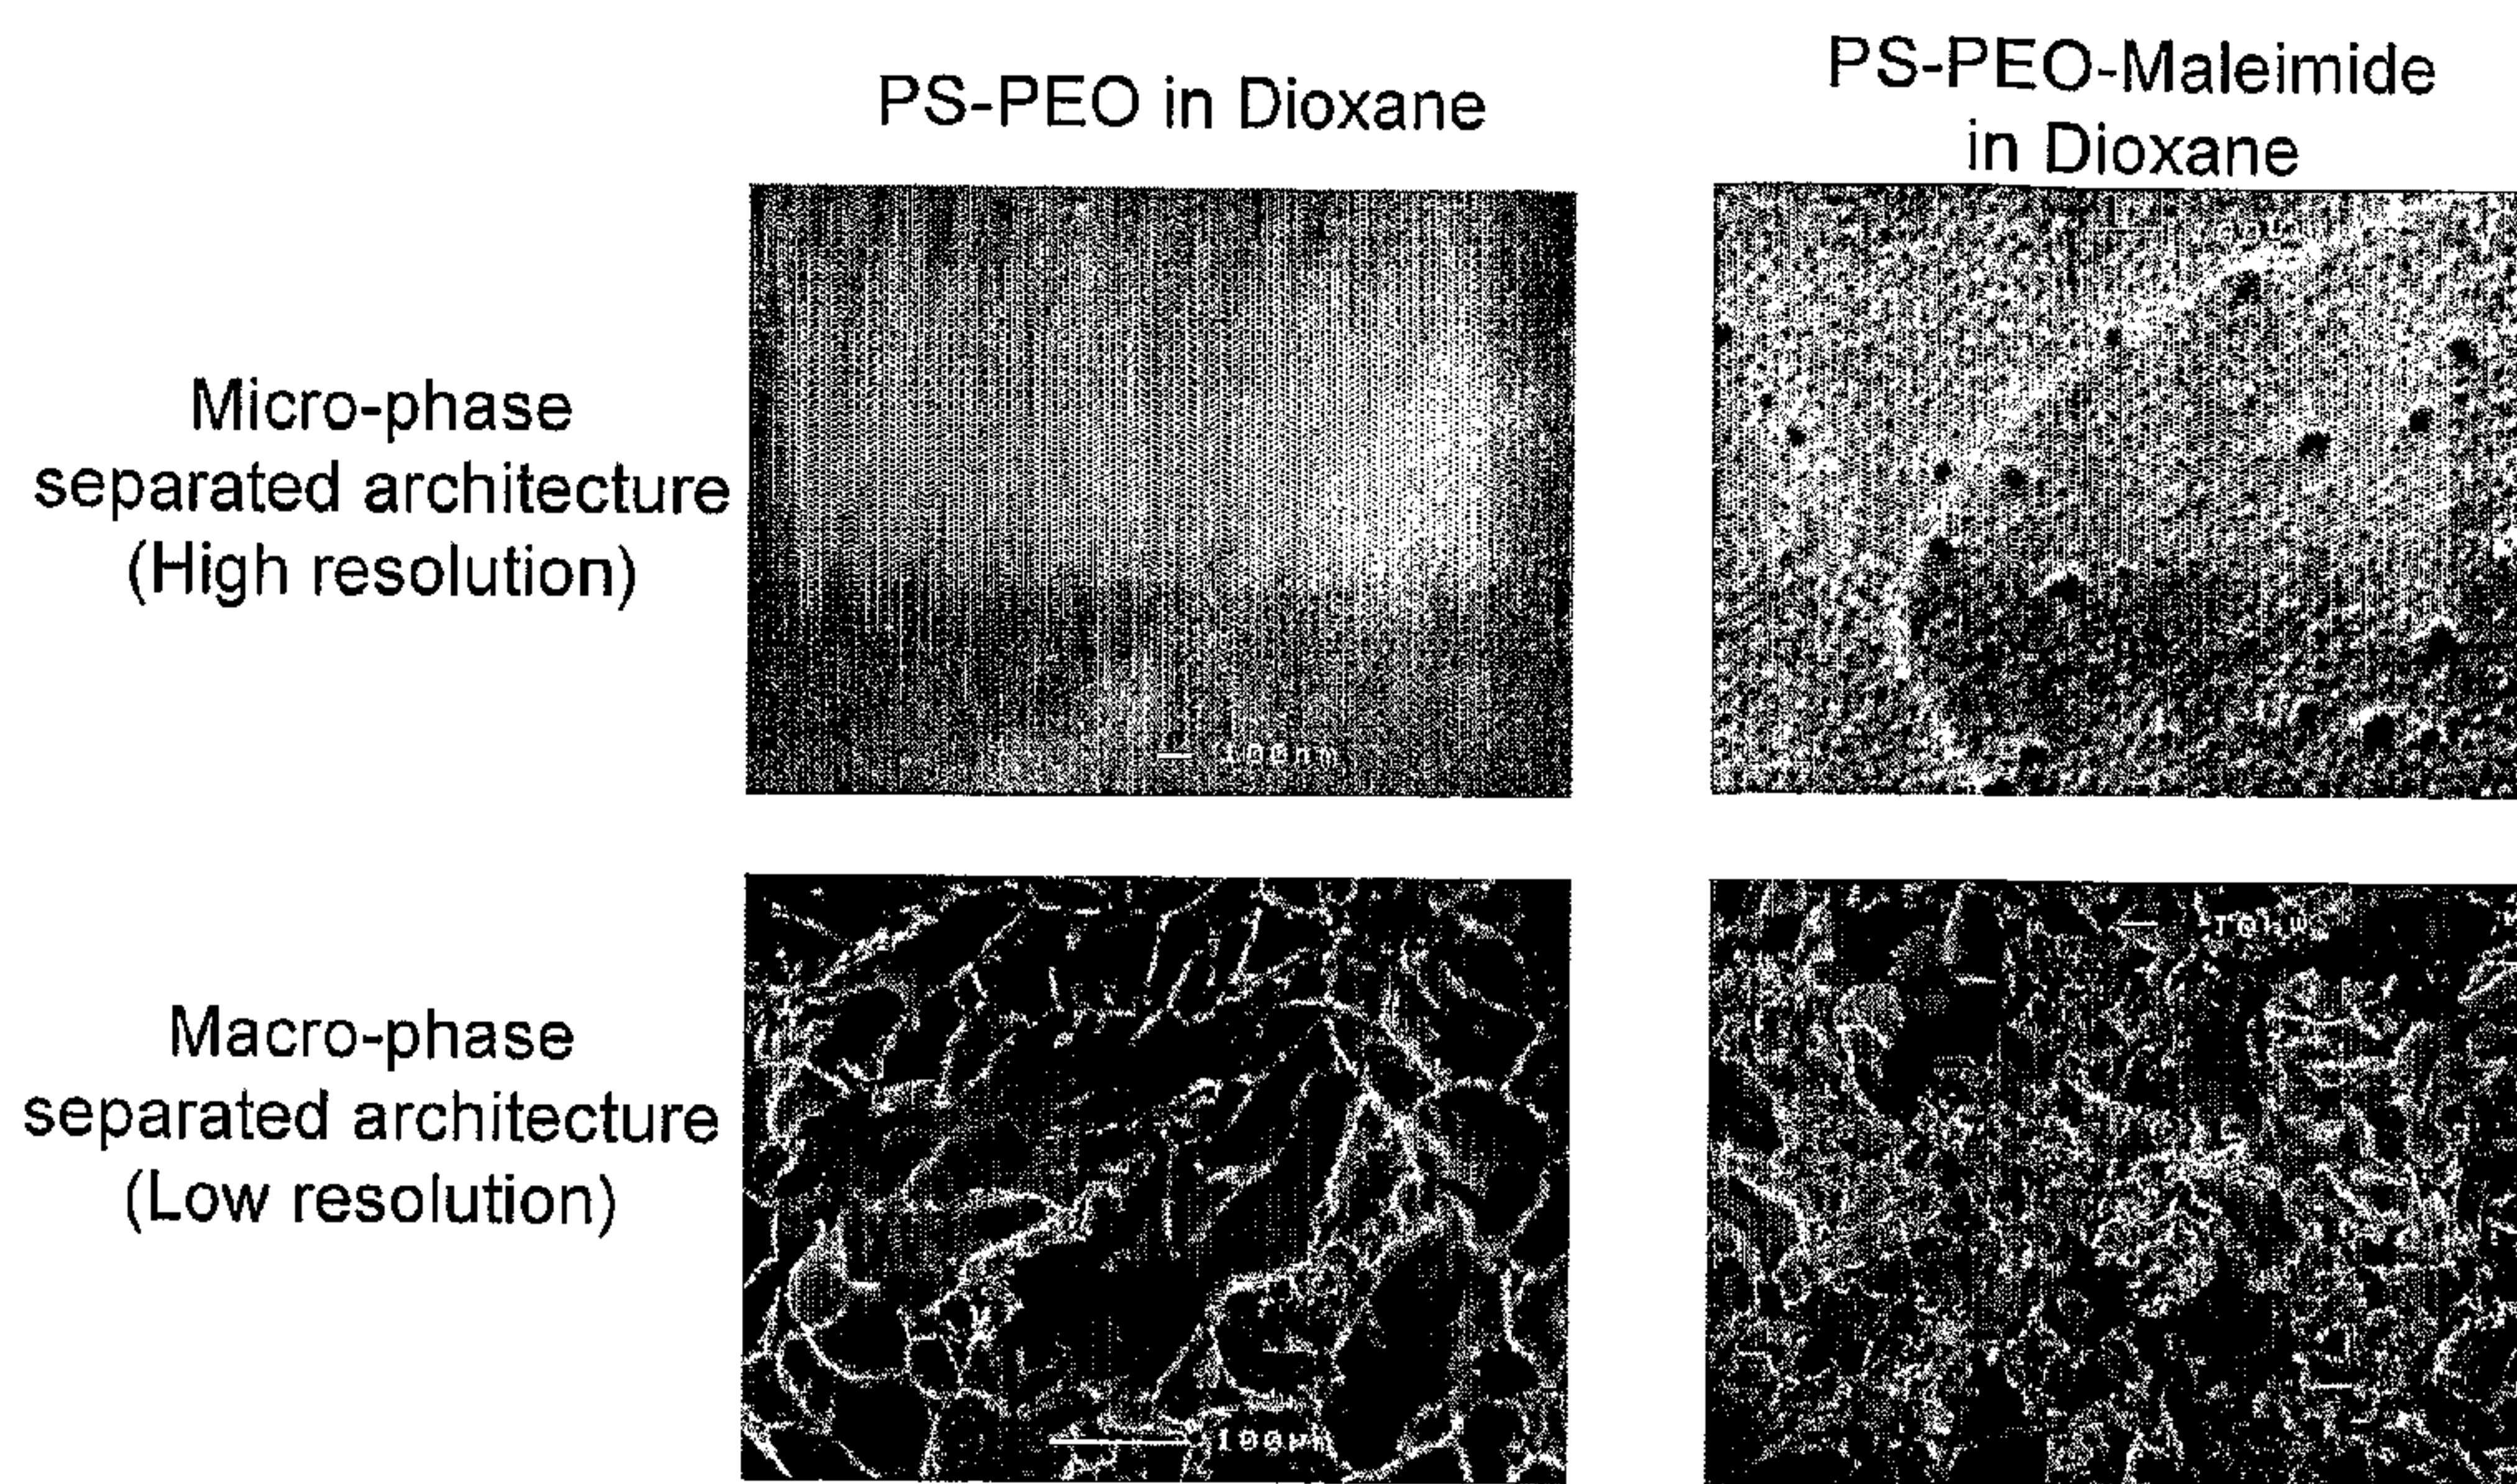 PS-PEO in Dioxane
PS-PEO-Maleimide
in Dioxane
Micro-phase
separated architecture
(High resolution)
100nm
Macro-phase
separated architecture
(Low resolution)
100µm